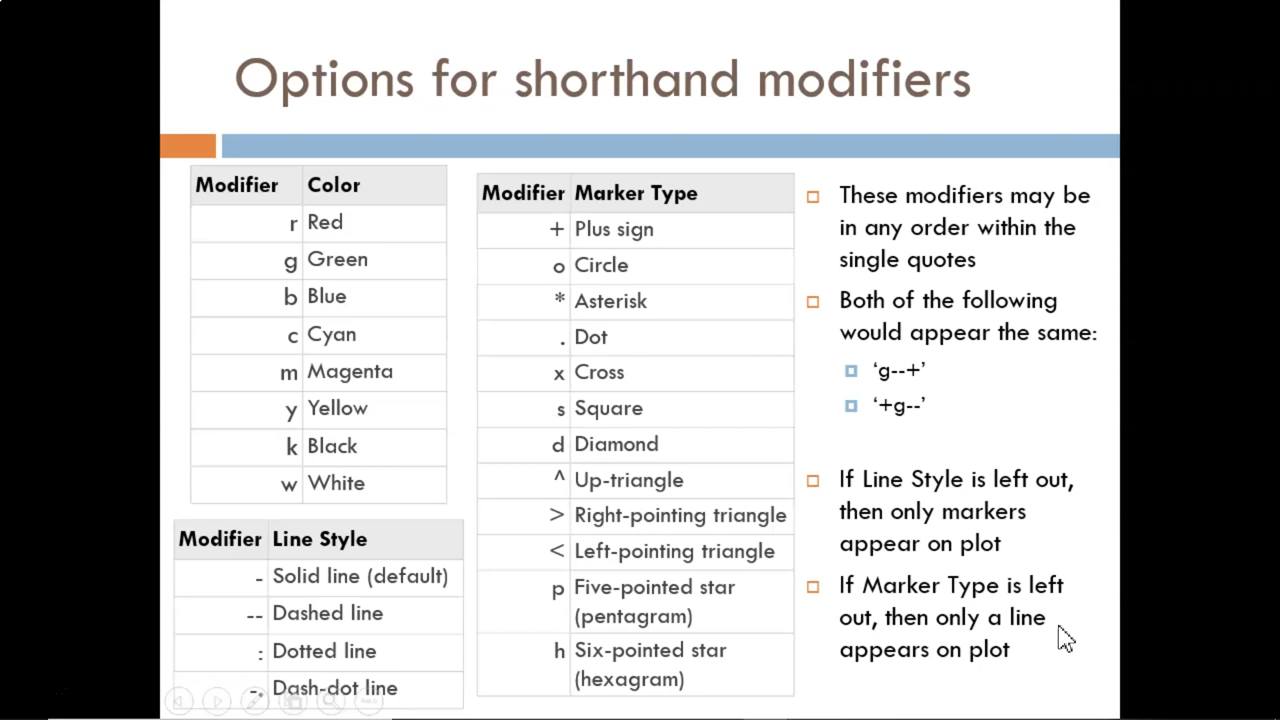 Options for shorthand modifiers
Modifier Color
r Red
g Green
b Blue
c Cyan
m Magenta
y Yellow
k Black
w White
Modifier Line Style
- Solid line (default)
-- Dashed line
: Dotted line
-. Dash-dot line
Modifier Marker Type
+ Plus sign
o Circle
* Asterisk
. Dot
x Cross
s Square
d Diamond
^ Up-triangle
> Right-pointing triangle
< Left-pointing triangle
p Five-pointed star
(pentagram)
h Six-pointed star
(hexagram)
These modifiers may be
in any order within the
single quotes
Both of the following
would appear the same:
‘g--+’
‘+g--’
If Line Style is left out,
then only markers
appear on plot
If Marker Type is left
out, then only a line
appears on plot